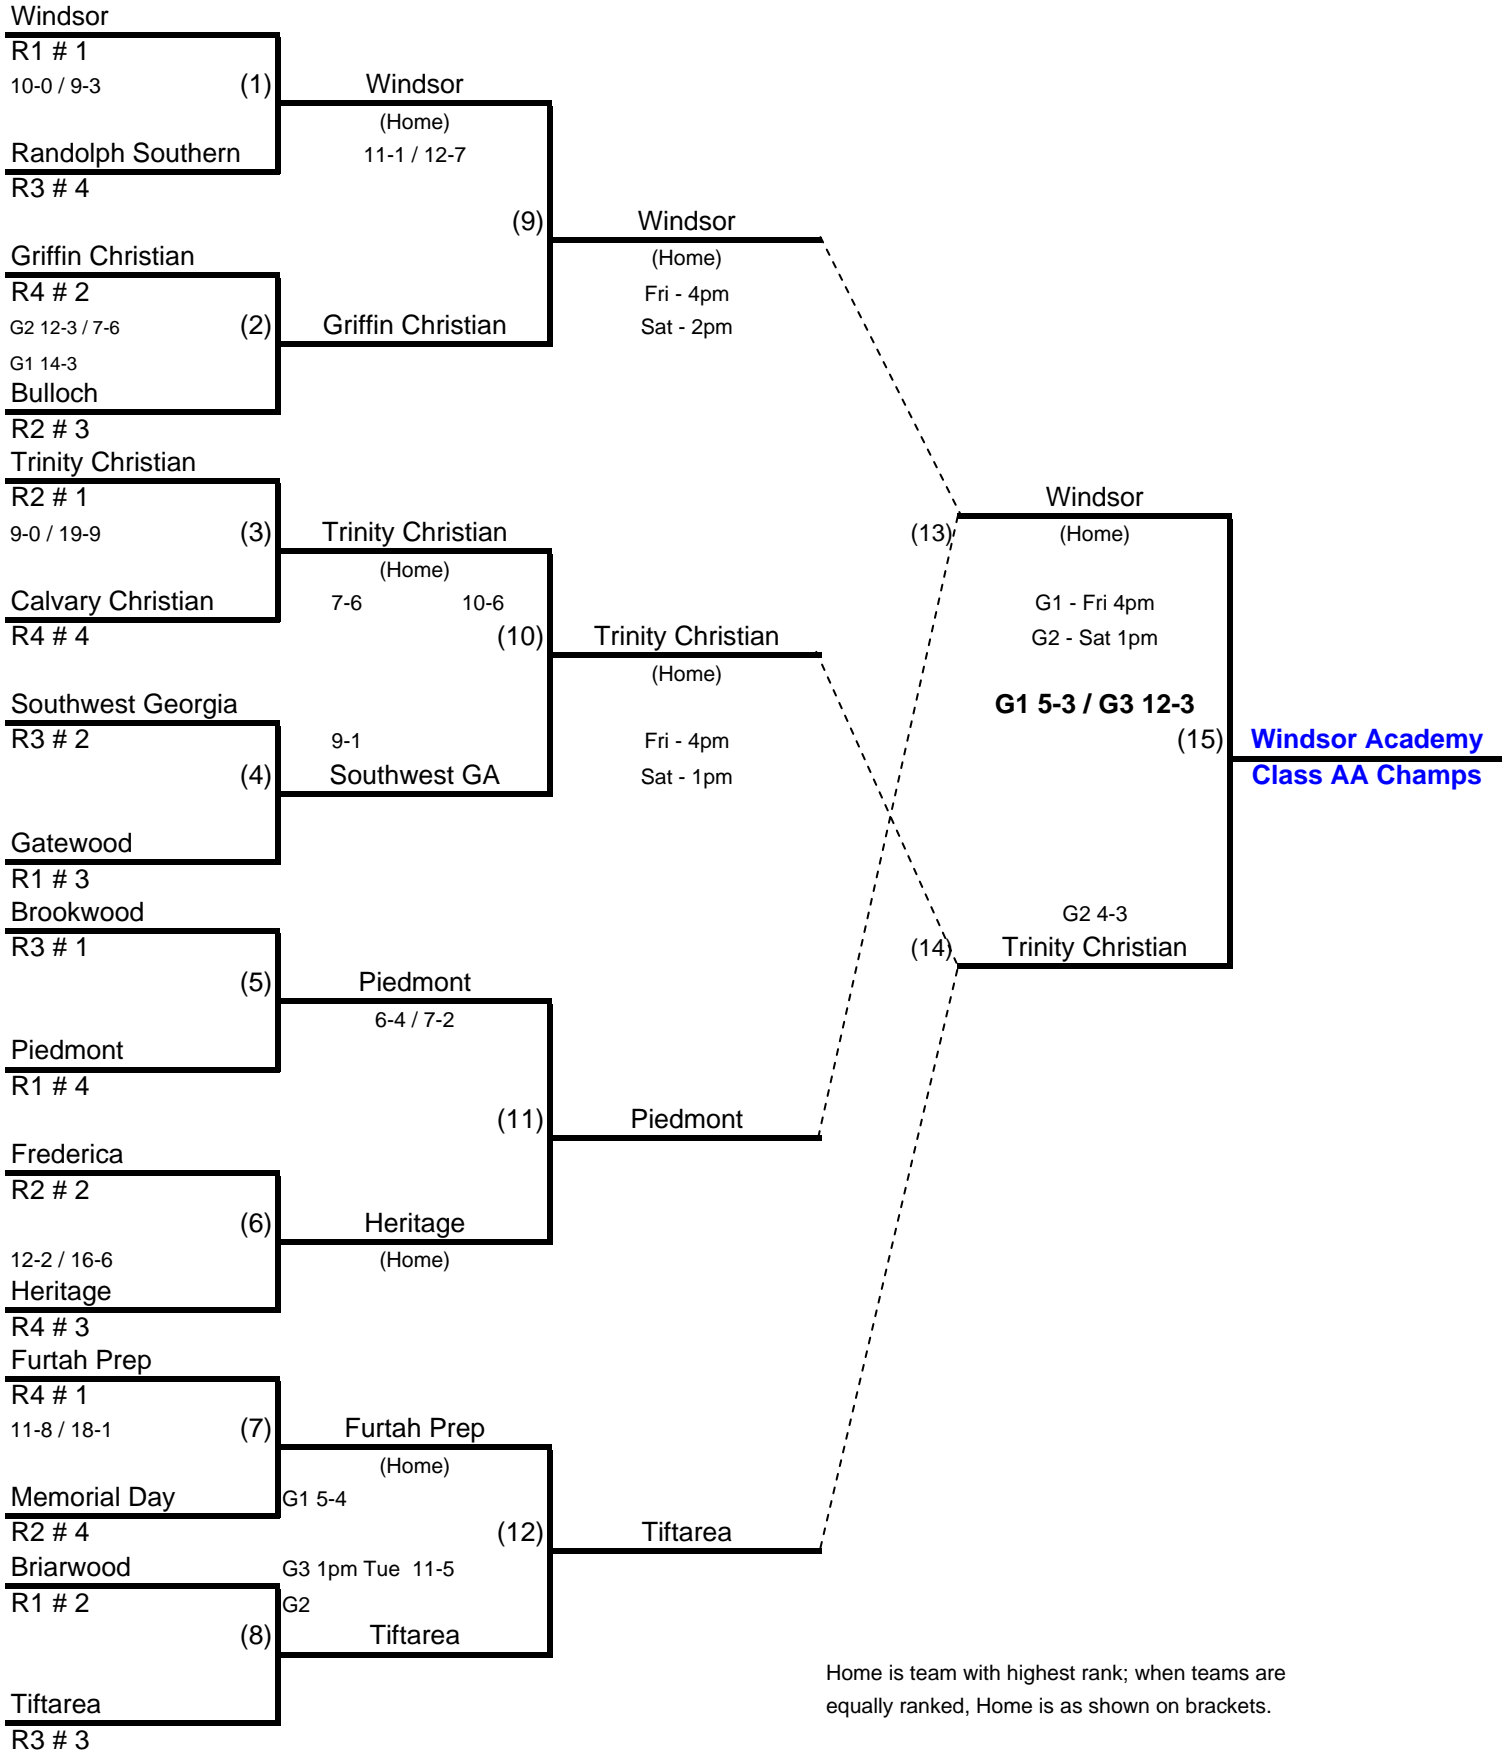 Windsor
R1 # 1
10-0 / 9-3
(1)
Randolph Southern
R3 # 4
Griffin Christian
R4 # 2
G2 12-3 / 7-6
(2)
G1 14-3
Bulloch
R2 # 3
Trinity Christian
R2 # 1
9-0 / 19-9
(3)
Calvary Christian
R4 # 4
Southwest Georgia
R3 # 2
(4)
Gatewood
R1 # 3
Brookwood
R3 # 1
(5)
Piedmont
R1 # 4
Frederica
R2 # 2
(6)
12-2 / 16-6
Heritage
R4 # 3
Furtah Prep
R4 # 1
11-8 / 18-1
(7)
Memorial Day
R2 # 4
Briarwood
R1 # 2
(8)
Tiftarea
R3 # 3
Windsor
(Home)
11-1 / 12-7
(9)
Griffin Christian
Trinity Christian
(Home)
7-6 10-6
(10)
9-1
Southwest GA
Piedmont
6-4 / 7-2
(11)
Heritage
(Home)
Furtah Prep
(Home)
G1 5-4
(12)
G3 1pm Tue 11-5
G2
Tiftarea
Windsor
(Home)
Fri - 4pm
Sat - 2pm
Trinity Christian
(Home)
Fri - 4pm
Sat - 1pm
Piedmont
Tiftarea
(13)
Windsor
(Home)
G1 - Fri 4pm
G2 - Sat 1pm
G1 5-3 / G3 12-3
(15)
G2 4-3
(14)
Trinity Christian
Windsor Academy
Class AA Champs
Home is team with highest rank; when teams are
equally ranked, Home is as shown on brackets.